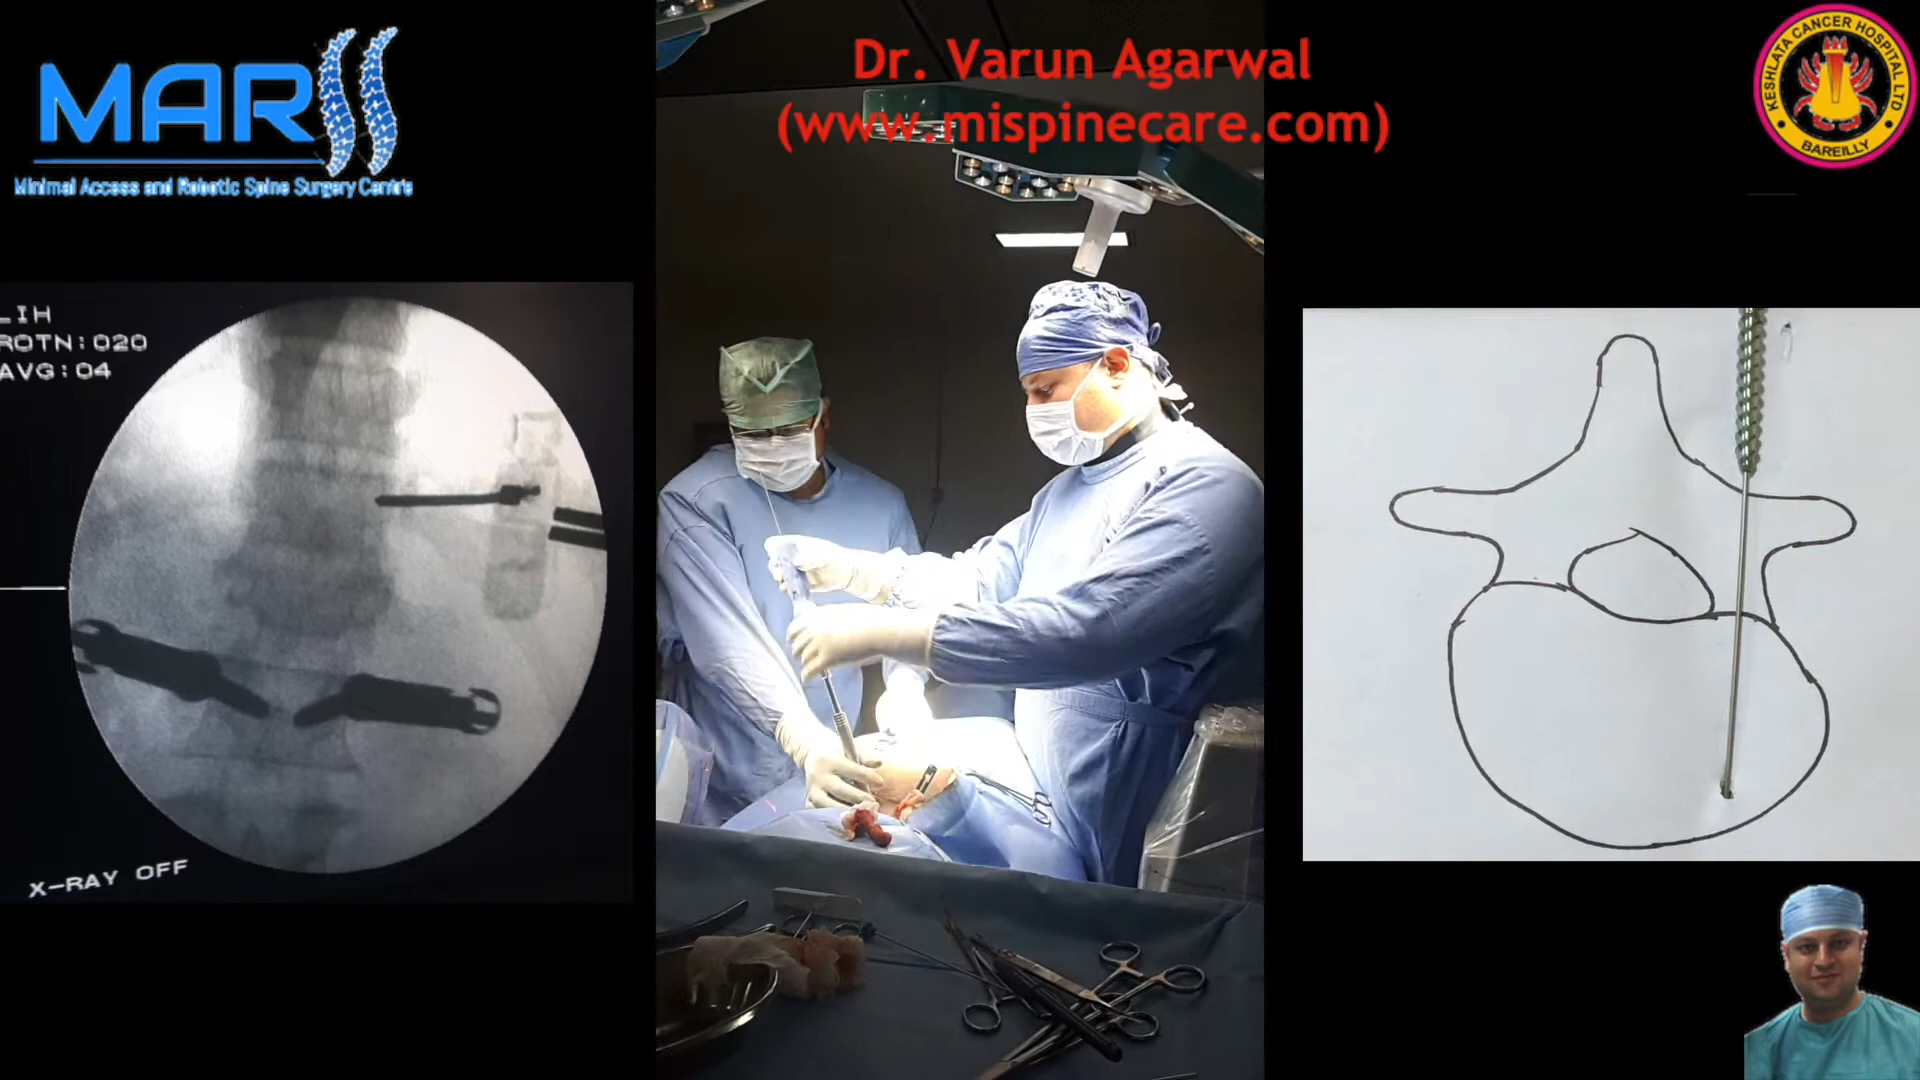 MARSS
Minimal Access and Robotic Spine Surgery Centre
Dr. Varun Agarwal
(www.mispinecare.com)
KESHLATA CANCER HOSPITAL LTD
BAREILLY
LIH
ROTN:020
AVG:04
X-RAY OFF